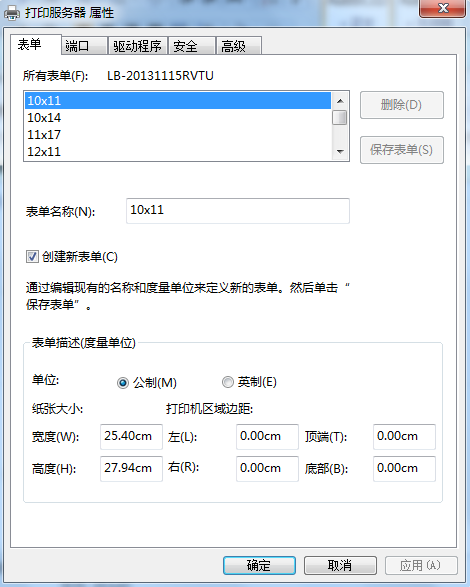 打印服务器 属性
表单 端口 驱动程序 安全 高级
所有表单(F): LB-20131115RVTU
10x11
10x14
11x17
12x11
删除(D)
保存表单(S)
表单名称(N): 10x11
创建新表单(C)
通过编辑现有的名称和度量单位来定义新的表单。然后单击“
保存表单”。
表单描述(度量单位)
单位: 公制(M) 英制(E)
纸张大小: 打印机区域边距:
宽度(W): 25.40cm 左(L): 0.00cm 顶端(T): 0.00cm
高度(H): 27.94cm 右(R): 0.00cm 底部(B): 0.00cm
确定 取消 应用(A)